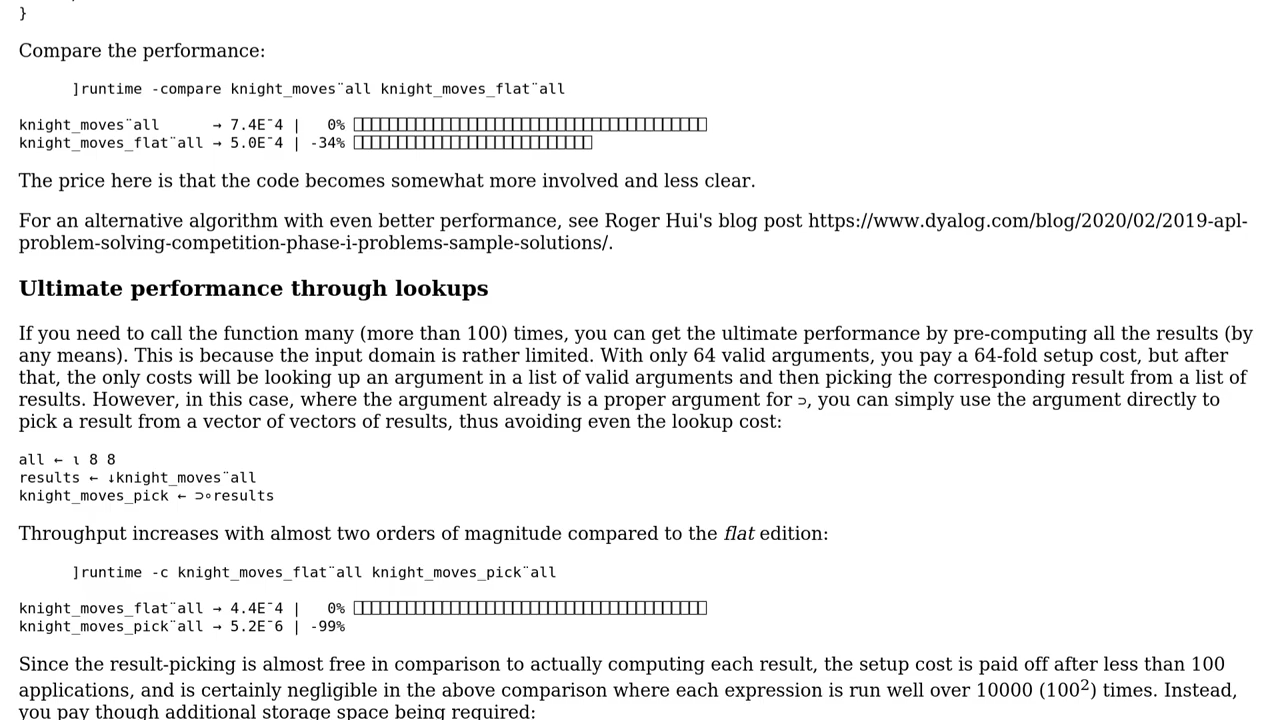 }
Compare the performance:
]runtime -compare knight_moves¨all knight_moves_flat¨all
knight_moves¨all      → 7.4E¯4 |   0% ⎕⎕⎕⎕⎕⎕⎕⎕⎕⎕⎕⎕⎕⎕⎕⎕⎕⎕⎕⎕⎕⎕⎕⎕⎕⎕⎕⎕⎕⎕⎕⎕⎕⎕⎕⎕⎕⎕⎕⎕
knight_moves_flat¨all → 5.0E¯4 | -34% ⎕⎕⎕⎕⎕⎕⎕⎕⎕⎕⎕⎕⎕⎕⎕⎕⎕⎕⎕⎕⎕⎕⎕⎕⎕⎕⎕
The price here is that the code becomes somewhat more involved and less clear.
For an alternative algorithm with even better performance, see Roger Hui's blog post https://www.dyalog.com/blog/2020/02/2019-apl-
problem-solving-competition-phase-i-problems-sample-solutions/.
Ultimate performance through lookups
If you need to call the function many (more than 100) times, you can get the ultimate performance by pre-computing all the results (by
any means). This is because the input domain is rather limited. With only 64 valid arguments, you pay a 64-fold setup cost, but after
that, the only costs will be looking up an argument in a list of valid arguments and then picking the corresponding result from a list of
results. However, in this case, where the argument already is a proper argument for ⊃, you can simply use the argument directly to
pick a result from a vector of vectors of results, thus avoiding even the lookup cost:
all ← ⍳ 8 8
results ← ↓knight_moves¨all
knight_moves_pick ← ⊃∘results
Throughput increases with almost two orders of magnitude compared to the flat edition:
]runtime -c knight_moves_flat¨all knight_moves_pick¨all
knight_moves_flat¨all → 4.4E¯4 |   0% ⎕⎕⎕⎕⎕⎕⎕⎕⎕⎕⎕⎕⎕⎕⎕⎕⎕⎕⎕⎕⎕⎕⎕⎕⎕⎕⎕⎕⎕⎕⎕⎕⎕⎕⎕⎕⎕⎕⎕⎕
knight_moves_pick¨all → 5.2E¯6 | -99%
Since the result-picking is almost free in comparison to actually computing each result, the setup cost is paid off after less than 100
applications, and is certainly negligible in the above comparison where each expression is run well over 10000 (100²) times. Instead,
you pay though additional storage space being required: